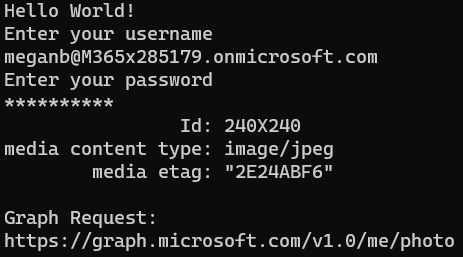 Hello World!
Enter your username
meganb@M365x285179.onmicrosoft.com
Enter your password
**********
Id: 240X240
media content type: image/jpeg
media etag: "2E24ABF6"
Graph Request:
https://graph.microsoft.com/v1.0/me/photo